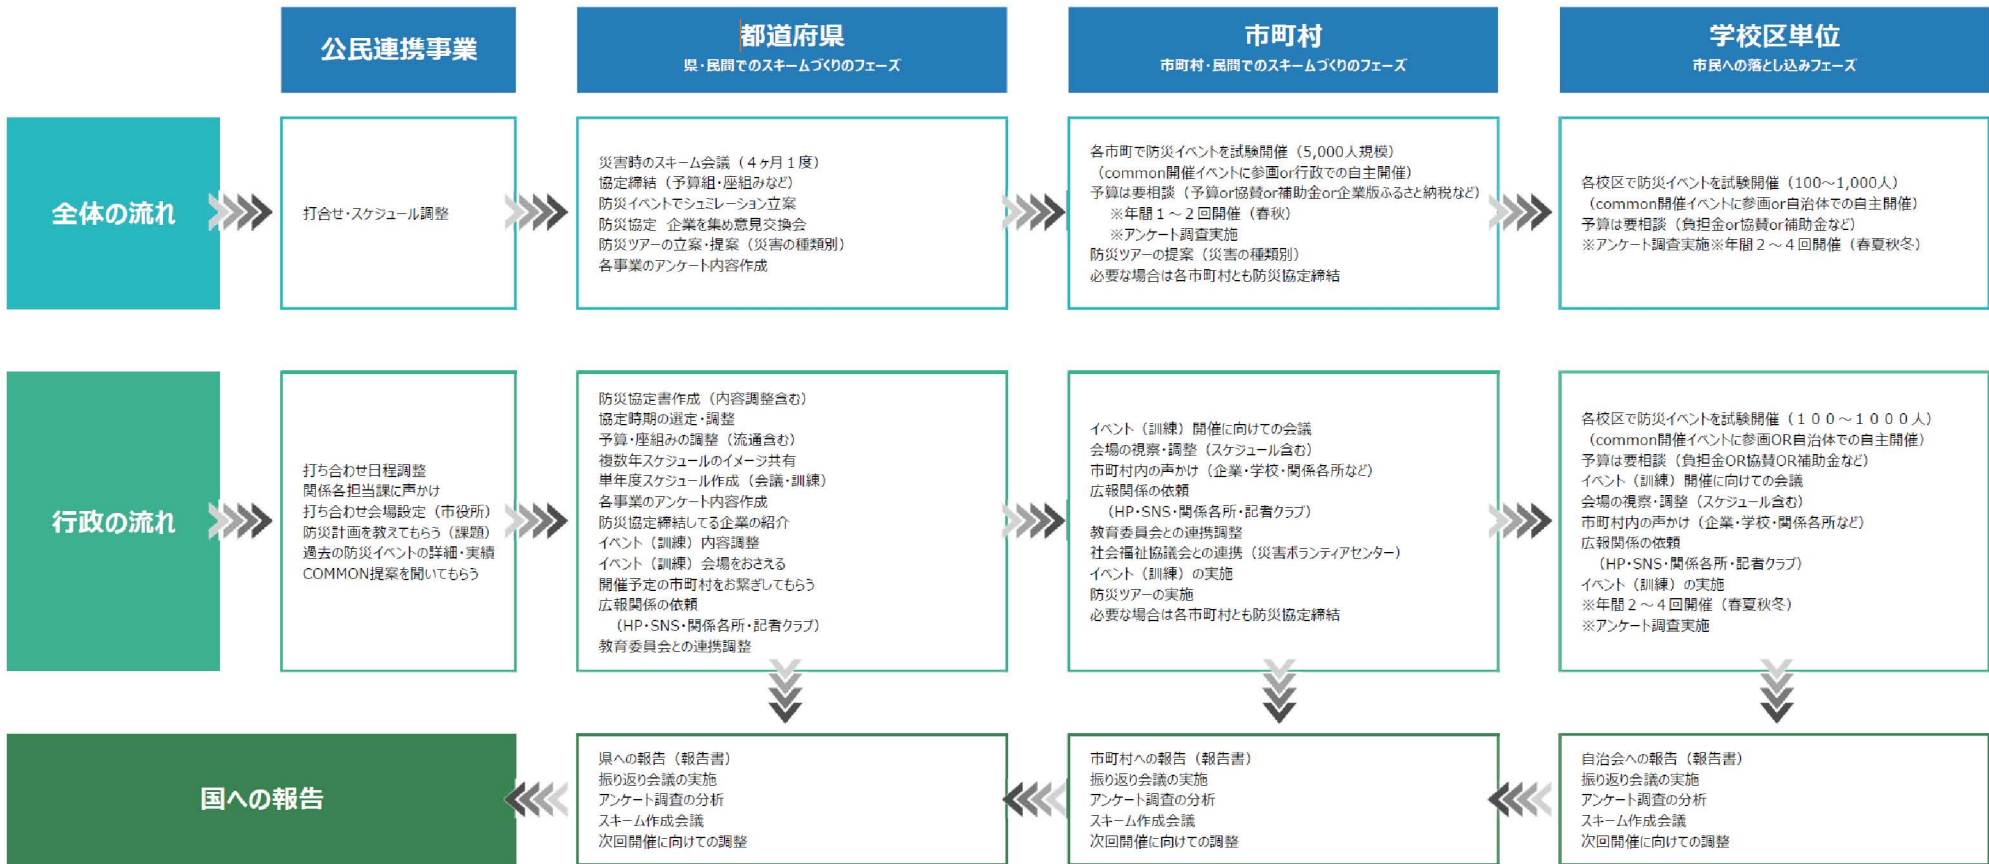 公民連携事業
都道府県
県・民間でのスキームづくりのフェーズ
市町村
市町村・民間でのスキームづくりのフェーズ
学校区単位
市民への落とし込みフェーズ
全体の流れ
打合せ・スケジュール調整
災害時のスキーム会議（４ヶ月１度）
協定締結（予算組・座組みなど）
防災イベントでシュミレーション立案
防災協定　企業を集め意見交換会
防災ツアーの立案・提案（災害の種類別）
各事業のアンケート内容作成
各市町で防災イベントを試験開催（5,000人規模）
（common開催イベントに参画or行政での自主開催）
予算は要相談（予算or協賛or補助金or企業版ふるさと納税など）
※年間１～２回開催（春秋）
※アンケート調査実施
防災ツアーの提案（災害の種類別）
必要な場合は各市町村とも防災協定締結
各校区で防災イベントを試験開催（100～1,000人）
（common開催イベントに参画or自治体での自主開催）
予算は要相談（負担金or協賛or補助金など）
※アンケート調査実施※年間２～４回開催（春夏秋冬）
行政の流れ
打ち合わせ日程調整
関係各担当課に声かけ
打ち合わせ会場設定（市役所）
防災計画を教えてもらう（課題）
過去の防災イベントの詳細・実績
COMMON提案を聞いてもらう
防災協定書作成（内容調整含む）
協定時期の選定・調整
予算・座組みの調整（流通含む）
複数年スケジュールのイメージ共有
単年度スケジュール作成（会議・訓練）
各事業のアンケート内容作成
防災協定締結してる企業の紹介
イベント（訓練）内容調整
イベント（訓練）会場をおさえる
開催予定の市町村をお繋ぎしてもらう
広報関係の依頼
（HP・SNS・関係各所・記者クラブ）
教育委員会との連携調整
イベント（訓練）開催に向けての会議
会場の視察・調整（スケジュール含む）
市町村内の声かけ（企業・学校・関係各所など）
広報関係の依頼
（HP・SNS・関係各所・記者クラブ）
教育委員会との連携調整
社会福祉協議会との連携（災害ボランティアセンター）
イベント（訓練）の実施
防災ツアーの実施
必要な場合は各市町村とも防災協定締結
各校区で防災イベントを試験開催（１００～１０００人）
（common開催イベントに参画OR自治体での自主開催）
予算は要相談（負担金OR協賛OR補助金など）
イベント（訓練）開催に向けての会議
会場の視察・調整（スケジュール含む）
市町村内の声かけ（企業・学校・関係各所など）
広報関係の依頼
（HP・SNS・関係各所・記者クラブ）
イベント（訓練）の実施
※年間２～４回開催（春夏秋冬）
※アンケート調査実施
国への報告
県への報告（報告書）
振り返り会議の実施
アンケート調査の分析
スキーム作成会議
次回開催に向けての調整
市町村への報告（報告書）
振り返り会議の実施
アンケート調査の分析
スキーム作成会議
次回開催に向けての調整
自治会への報告（報告書）
振り返り会議の実施
アンケート調査の分析
スキーム作成会議
次回開催に向けての調整